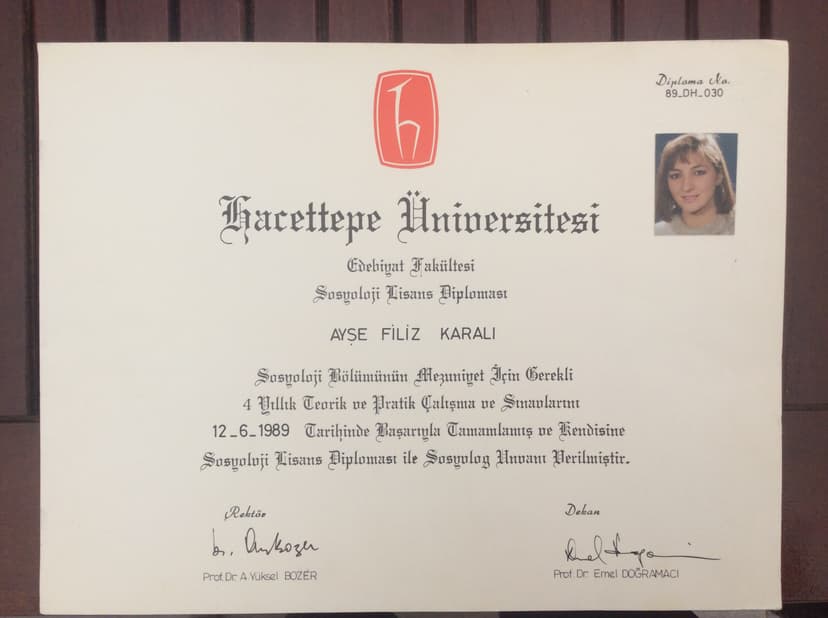 Diploma No.
89_DH_030
Hacettepe Üniversitesi
Edebiyat Fakültesi
Sosyoloji Lisans Diploması
AYŞE FİLİZ KARALI
Sosyoloji Bölümünün Mezuniyet İçin Gerekli
4 Yıllık Teorik ve Pratik Çalışma ve Sınavlarını
12_6_1989 Tarihinde Başarıyla Tamamlamış ve Kendisine
Sosyoloji Lisans Diploması ile Sosyolog Unvanı Verilmiştir.
Rektör
Dekan
Prof. Dr. A. Yüksel BOZER
Prof. Dr. Emel DOĞRAMACI